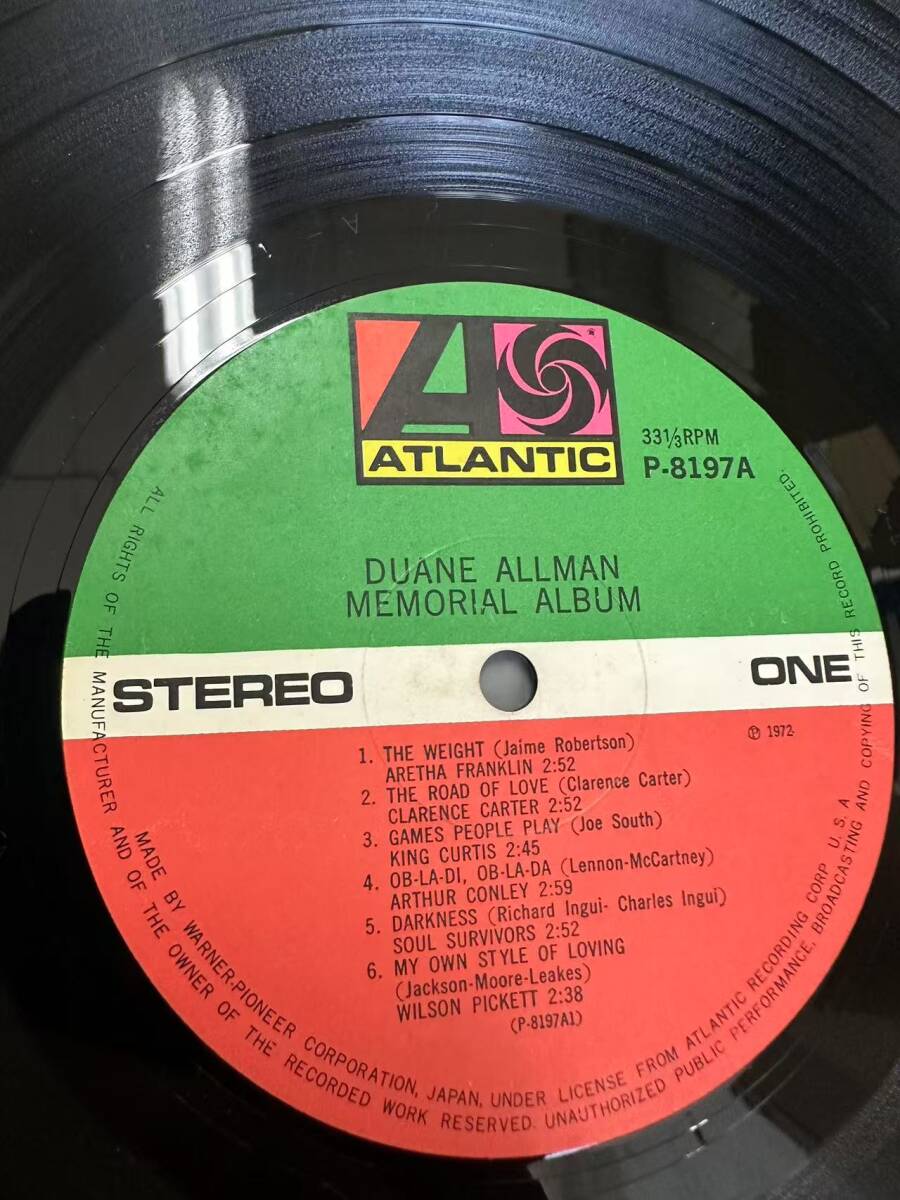 A
ATLANTIC
33⅓RPM
P-8197A
DUANE ALLMAN
MEMORIAL ALBUM
STEREO
ONE
Ⓟ 1972
1. THE WEIGHT (Jaime Robertson)
ARETHA FRANKLIN 2:52
2. THE ROAD OF LOVE (Clarence Carter)
CLARENCE CARTER 2:52
3. GAMES PEOPLE PLAY (Joe South)
KING CURTIS 2:45
4. OB-LA-DI, OB-LA-DA (Lennon-McCartney)
ARTHUR CONLEY 2:59
5. DARKNESS (Richard Ingui- Charles Ingui)
SOUL SURVIVORS 2:52
6. MY OWN STYLE OF LOVING
(Jackson-Moore-Leakes)
WILSON PICKETT 2:38
(P-8197A1)
MADE BY WARNER-PIONEER CORPORATION, JAPAN, UNDER LICENSE FROM ATLANTIC RECORDING CORP. U.S.A
ALL RIGHTS OF THE MANUFACTURER AND OF THE OWNER OF THE RECORDED WORK RESERVED. UNAUTHORIZED PUBLIC PERFORMANCE, BROADCASTING AND COPYING OF THIS RECORD PROHIBITED.